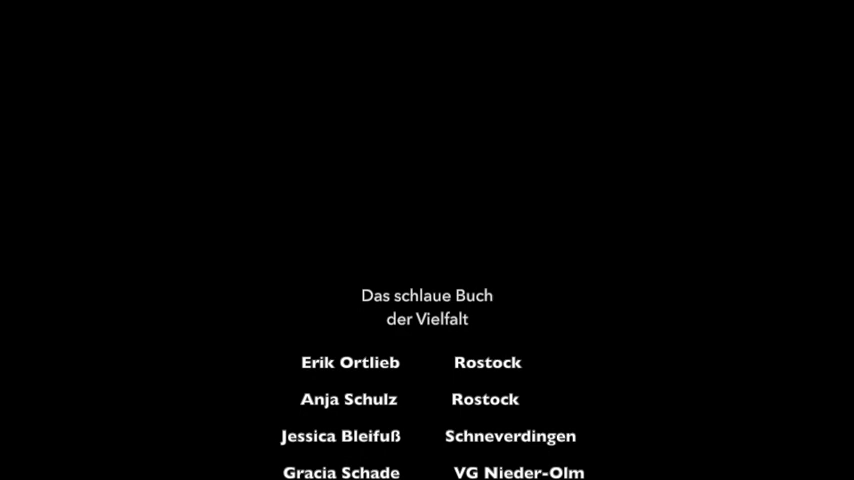 Das schlaue Buch
der Vielfalt
Erik Ortlieb Rostock
Anja Schulz Rostock
Jessica Bleifuß Schneverdingen
Gracia Schade VG Nieder-Olm